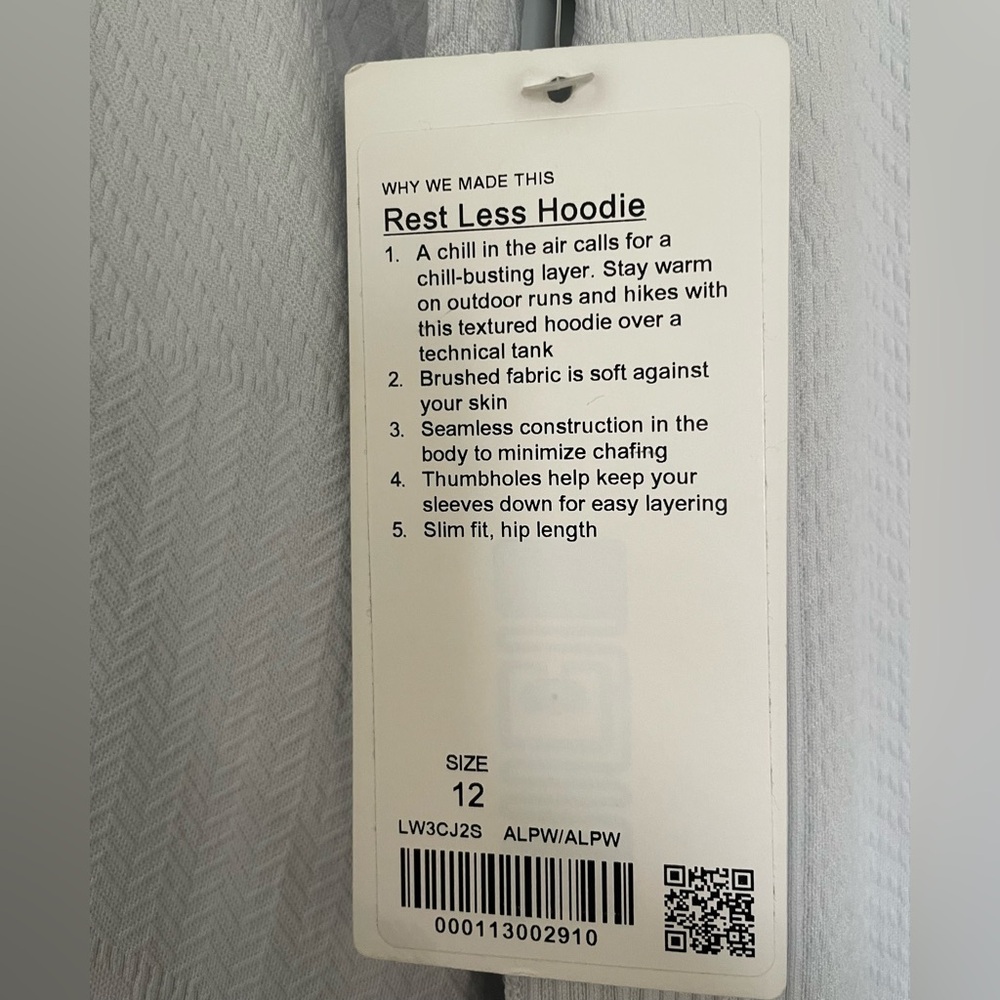 WHY WE MADE THIS
Rest Less Hoodie
1. A chill in the air calls for a
chill-busting layer. Stay warm
on outdoor runs and hikes with
this textured hoodie over a
technical tank
2. Brushed fabric is soft against
your skin
3. Seamless construction in the
body to minimize chafing
4. Thumbholes help keep your
sleeves down for easy layering
5. Slim fit, hip length
SIZE
12
LW3CJ2S ALPW/ALPW
000113002910